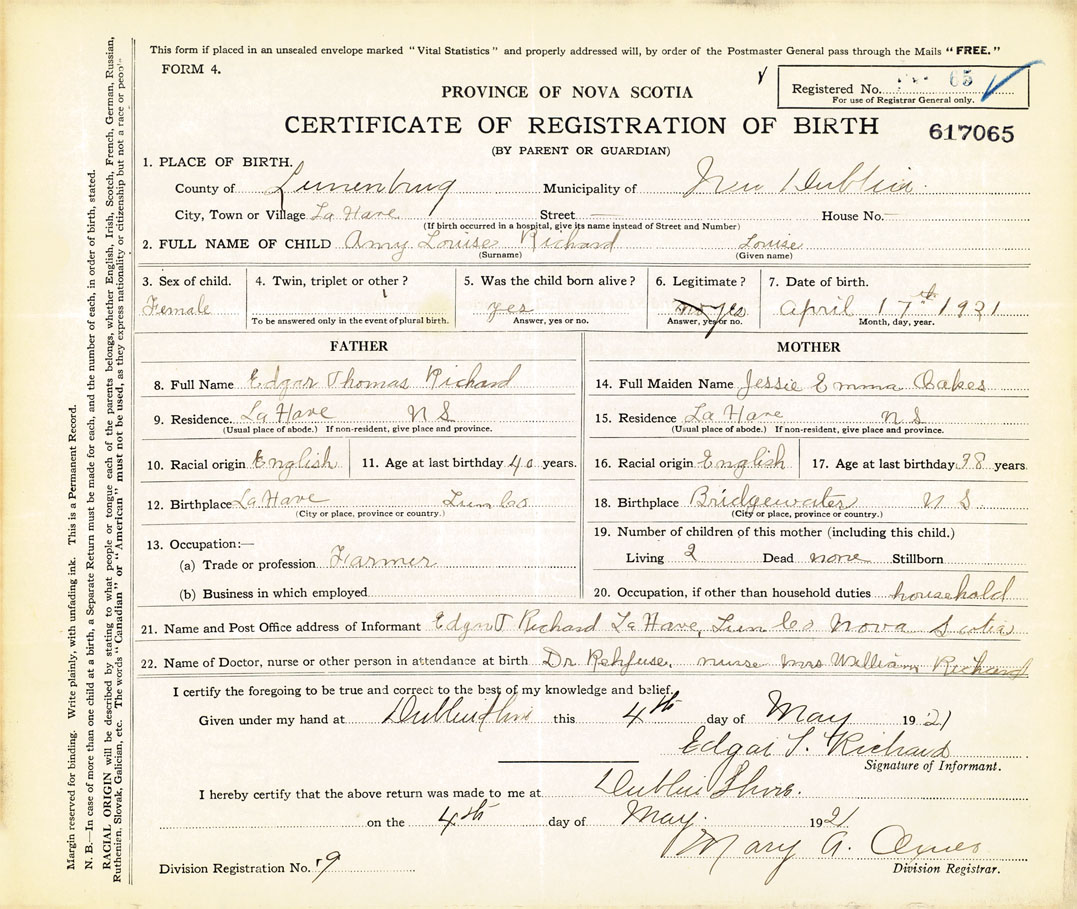 This form if placed in an unsealed envelope marked "Vital Statistics" and properly addressed will, by order of the Postmaster General pass through the Mails "FREE."
FORM 4.
Registered No. 65
For use of Registrar General only.
PROVINCE OF NOVA SCOTIA
CERTIFICATE OF REGISTRATION OF BIRTH
617065
(BY PARENT OR GUARDIAN)
1. PLACE OF BIRTH.
County of Lunenburg Municipality of New Dublin.
City, Town or Village La Have Street — House No. —
(If birth occurred in a hospital, give its name instead of Street and Number)
2. FULL NAME OF CHILD Amy Louise Richard Louise
(Surname) (Given name)
3. Sex of child. 4. Twin, triplet or other? 5. Was the child born alive? 6. Legitimate? 7. Date of birth.
Female yes yes April 17th 1921
To be answered only in the event of plural birth. Answer, yes or no. Answer, yes or no. Month, day, year.
FATHER
8. Full Name Edgar Thomas Richard
9. Residence. La Have N S
(Usual place of abode.) If non-resident, give place and province.
10. Racial origin English 11. Age at last birthday 40 years.
12. Birthplace La Have Lun Co
(City or place, province or country.)
13. Occupation:—
(a) Trade or profession Farmer
(b) Business in which employed
MOTHER
14. Full Maiden Name Jessie Emma Oakes
15. Residence La Have N S
(Usual place of abode.) If non-resident, give place and province.
16. Racial origin English 17. Age at last birthday 38 years.
18. Birthplace Bridgewater N S
(City or place, province or country.)
19. Number of children of this mother (including this child.)
Living 2 Dead none Stillborn
20. Occupation, if other than household duties household
21. Name and Post Office address of Informant Edgar T Richard La Have, Lun Co Nova Scotia
22. Name of Doctor, nurse or other person in attendance at birth Dr Rehfuse, nurse Mrs William Richard
I certify the foregoing to be true and correct to the best of my knowledge and belief.
Given under my hand at Dublin Shore this 4th day of May 1921
Edgar T. Richard
Signature of Informant.
I hereby certify that the above return was made to me at Dublin Shore.
on the 4th day of May. 1921
Mary A.
Division Registration No. 9 Division Registrar.
Margin reserved for binding. Write plainly, with unfading ink. This is a Permanent Record.
N. B.—In case of more than one child at a birth, a Separate Return must be made for each, and the number of each, in order of birth, stated.
RACIAL ORIGIN will be described by stating to what people or tongue each of the parents belongs, whether English, Irish, Scotch, French, German, Russian,
Ruthenian, Slovak, Galician, etc. The words "Canadian" or "American" must not be used, as they express nationality or citizenship but not a race or people.